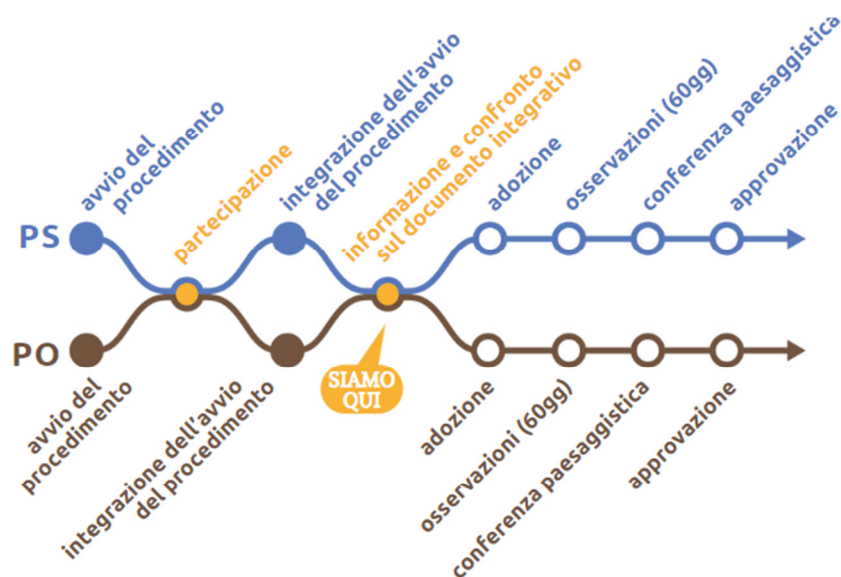 PS
avvio del
procedimento
partecipazione
integrazione dell'avvio
del procedimento
informazione e confronto
sul documento integrativo
adozione
osservazioni (60gg)
conferenza paesaggistica
approvazione
PO
avvio del
procedimento
integrazione dell'avvio
del procedimento
SIAMO
QUI
adozione
osservazioni (60gg)
conferenza paesaggistica
approvazione